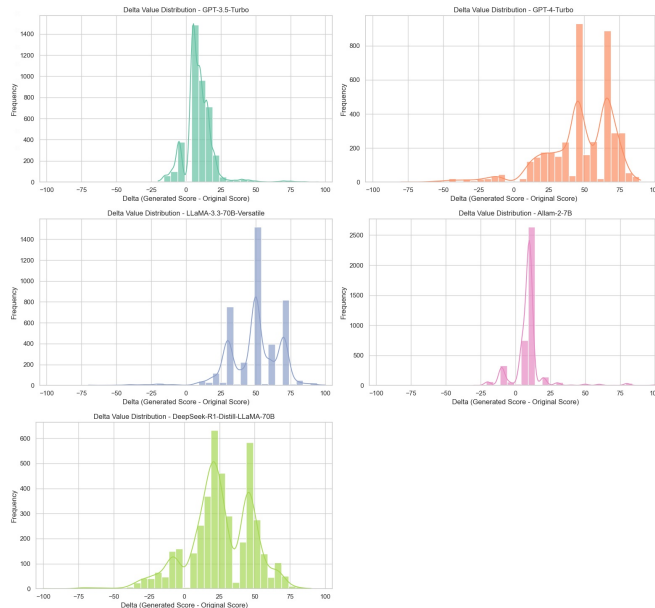 Delta Value Distribution - GPT-3.5-Turbo
1400
1200
1000
800
600
400
200
0
Frequency
−100 −75 −50 −25 0 25 50 75 100
Delta (Generated Score - Original Score)
Delta Value Distribution - GPT-4-Turbo
800
600
400
200
0
Frequency
−100 −75 −50 −25 0 25 50 75 100
Delta (Generated Score - Original Score)
Delta Value Distribution - LLaMA-3.3-70B-Versatile
1400
1200
1000
800
600
400
200
0
Frequency
−100 −75 −50 −25 0 25 50 75 100
Delta (Generated Score - Original Score)
Delta Value Distribution - Allam-2-7B
2500
2000
1500
1000
500
0
Frequency
−100 −75 −50 −25 0 25 50 75 100
Delta (Generated Score - Original Score)
Delta Value Distribution - DeepSeek-R1-Distill-LLaMA-70B
600
500
400
300
200
100
0
Frequency
−100 −75 −50 −25 0 25 50 75 100
Delta (Generated Score - Original Score)